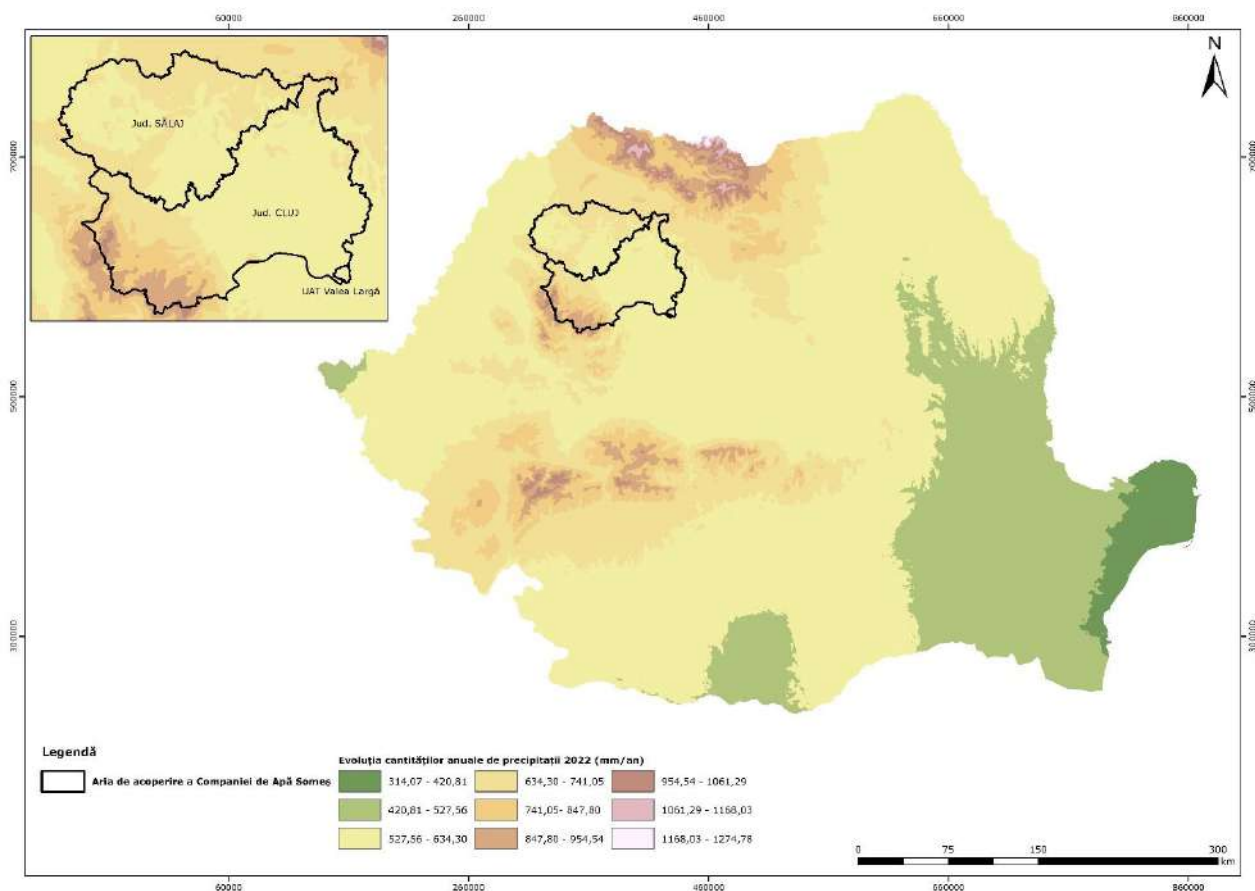 60000 260000 460000 660000 860000
N
Jud. SĂLAJ
Jud. CLUJ
UAT Valea Largă
700000 700000
500000 500000
300000 300000
Legendă
Aria de acoperire a Companiei de Apă Someș
Evoluția cantităților anuale de precipitații 2022 (mm/an)
314,07 - 420,81 634,30 - 741,05 954,54 - 1061,29
420,81 - 527,56 741,05- 847,80 1061,29 - 1168,03
527,56 - 634,30 847,80 - 954,54 1168,03 - 1274,78
0 75 150 300
km
60000 260000 460000 660000 860000